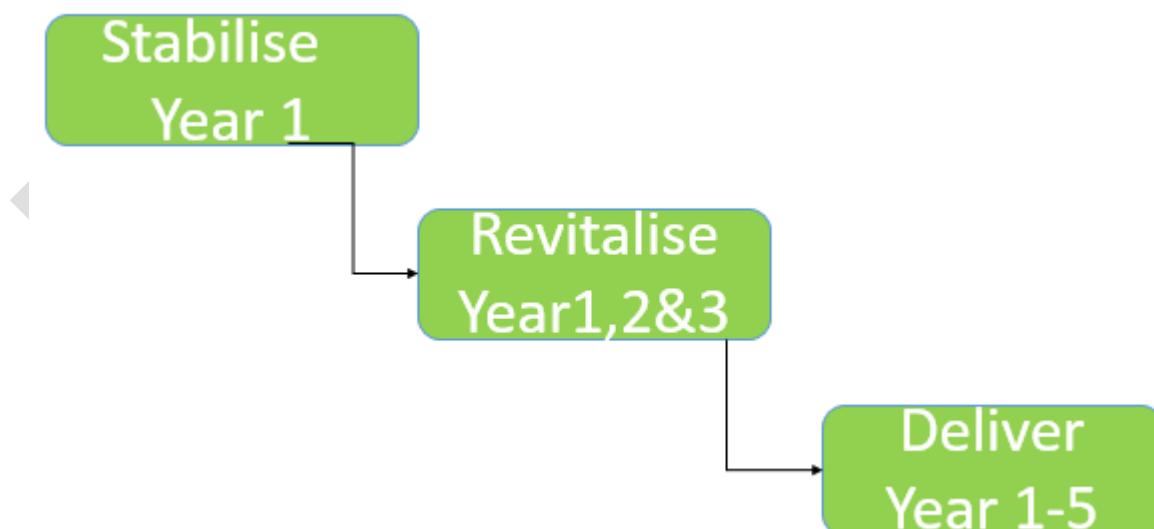 Stabilise
Year 1
Revitalise
Year1,2&3
Deliver
Year 1-5